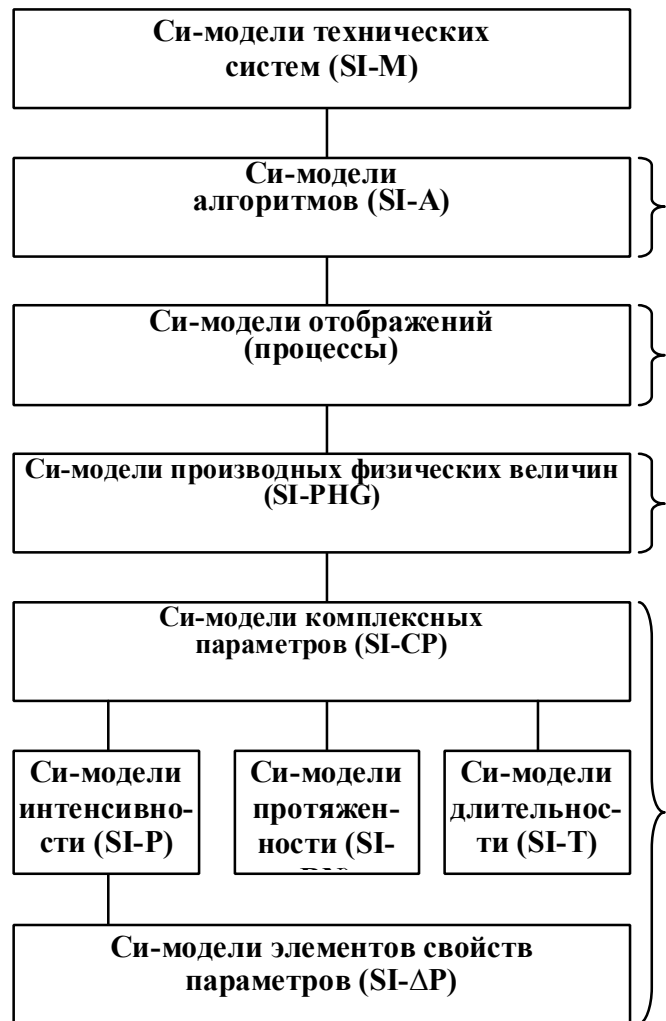 Си-модели технических
систем (SI-M)
Си-модели
алгоритмов (SI-A)
Си-модели отображений
(процессы)
Си-модели производных физических величин
(SI-PHG)
Си-модели комплексных
параметров (SI-CP)
Си-модели
интенсивно-
сти (SI-P)
Си-модели
протяжен-
ности (SI-
Си-модели
длительнос-
ти (SI-T)
Си-модели элементов свойств
параметров (SI-ΔP)